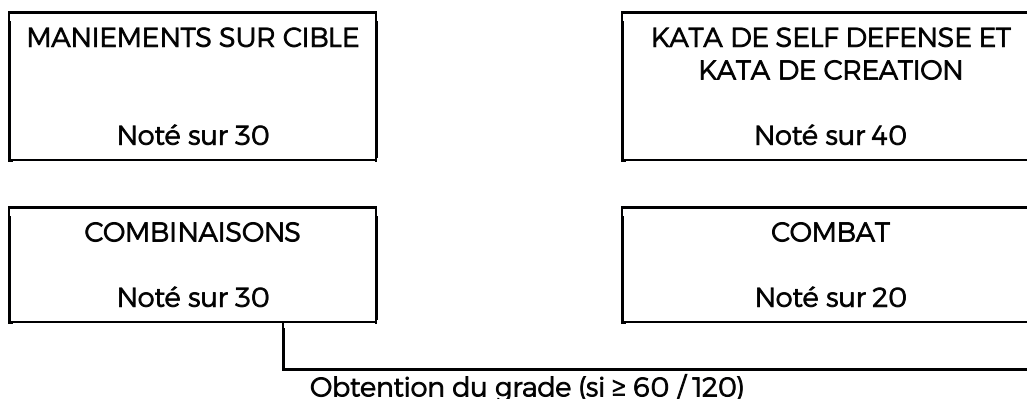 MANIEMENTS SUR CIBLE
Noté sur 30
KATA DE SELF DEFENSE ET
KATA DE CREATION
Noté sur 40
COMBINAISONS
Noté sur 30
COMBAT
Noté sur 20
Obtention du grade (si ≥ 60 / 120)